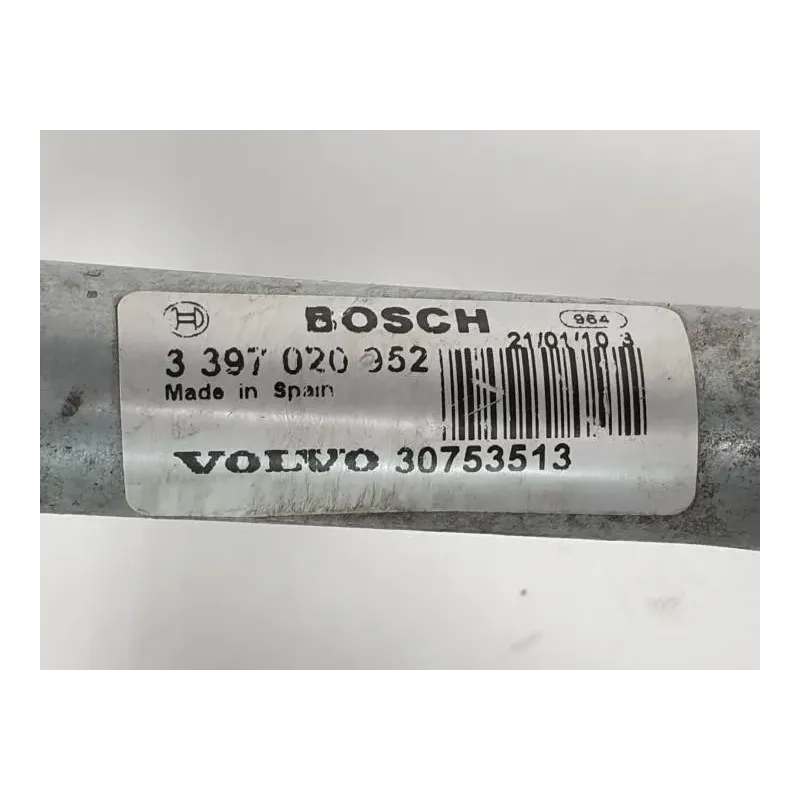 BOSCH 964
21/01/10 3
3 397 020 952
Made in Spain
VOLVO 30753513